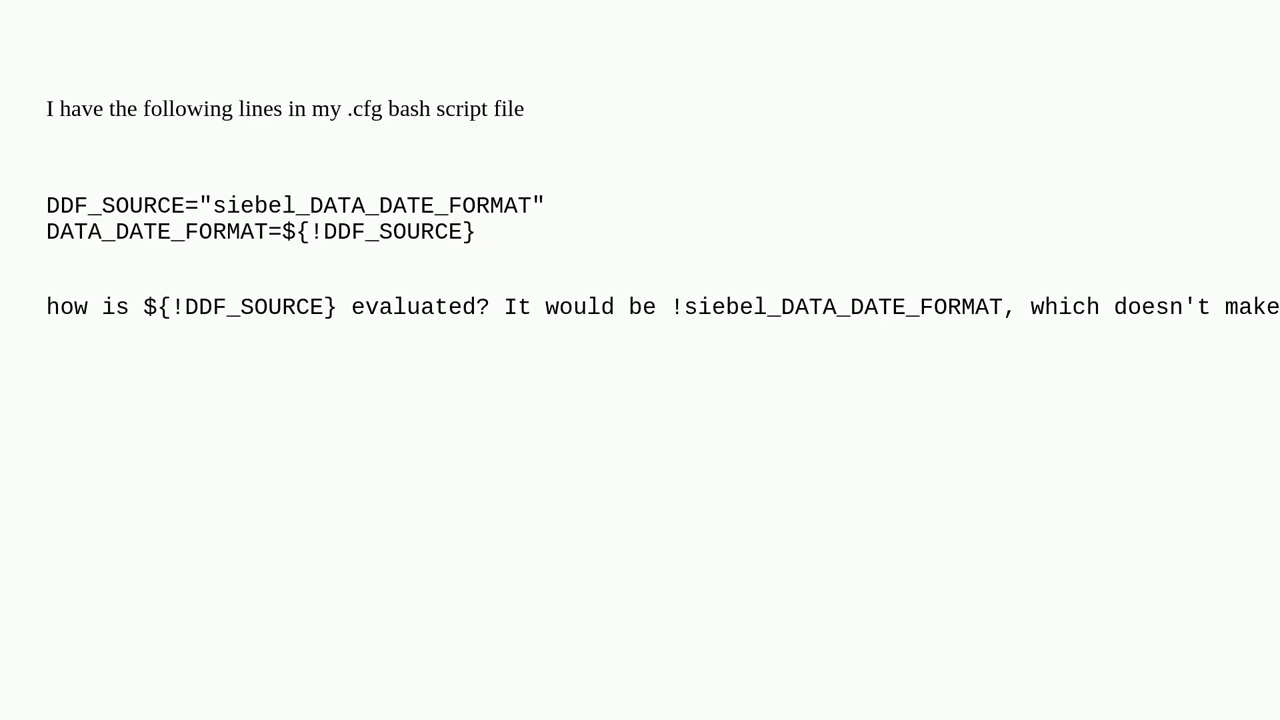 I have the following lines in my .cfg bash script file
DDF_SOURCE="siebel_DATA_DATE_FORMAT"
DATA_DATE_FORMAT=${!DDF_SOURCE}
how is ${!DDF_SOURCE} evaluated? It would be !siebel_DATA_DATE_FORMAT, which doesn't make